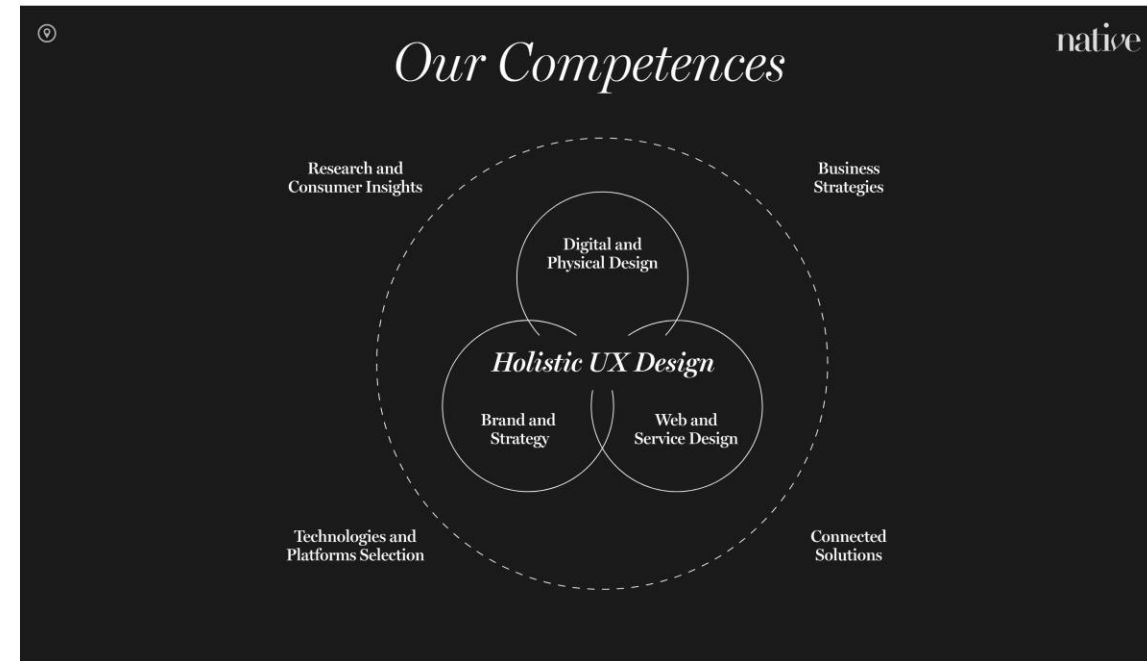 native
Our Competences
Research and
Consumer Insights
Business
Strategies
Digital and
Physical Design
Holistic UX Design
Brand and
Strategy
Web and
Service Design
Technologies and
Platforms Selection
Connected
Solutions